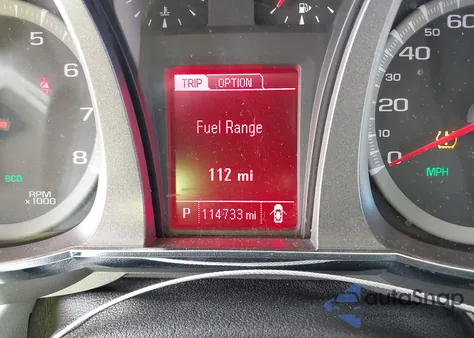 TRIP OPTION
Fuel Range
112 mi
P 114733 mi
5
6
7
8
ECO
RPM
x1000
60
40
20
0
MPH
autoSnap